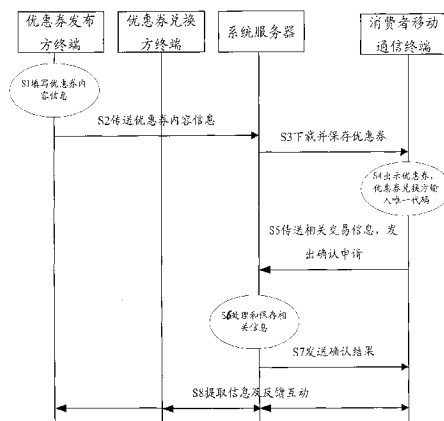 优惠券发布
方终端
优惠券兑换
方终端
系统服务器
消费者移动
通信终端
S1填写优惠券内
容信息
S2传送优惠券内容信息
S3下载并保存优惠券
S4出示优惠券,
优惠券兑换方输
入唯一代码
S5传送相关交易信息,发
出确认申请
S6处理和保存相
关信息
S7发送确认结果
S8提取信息及反馈互动